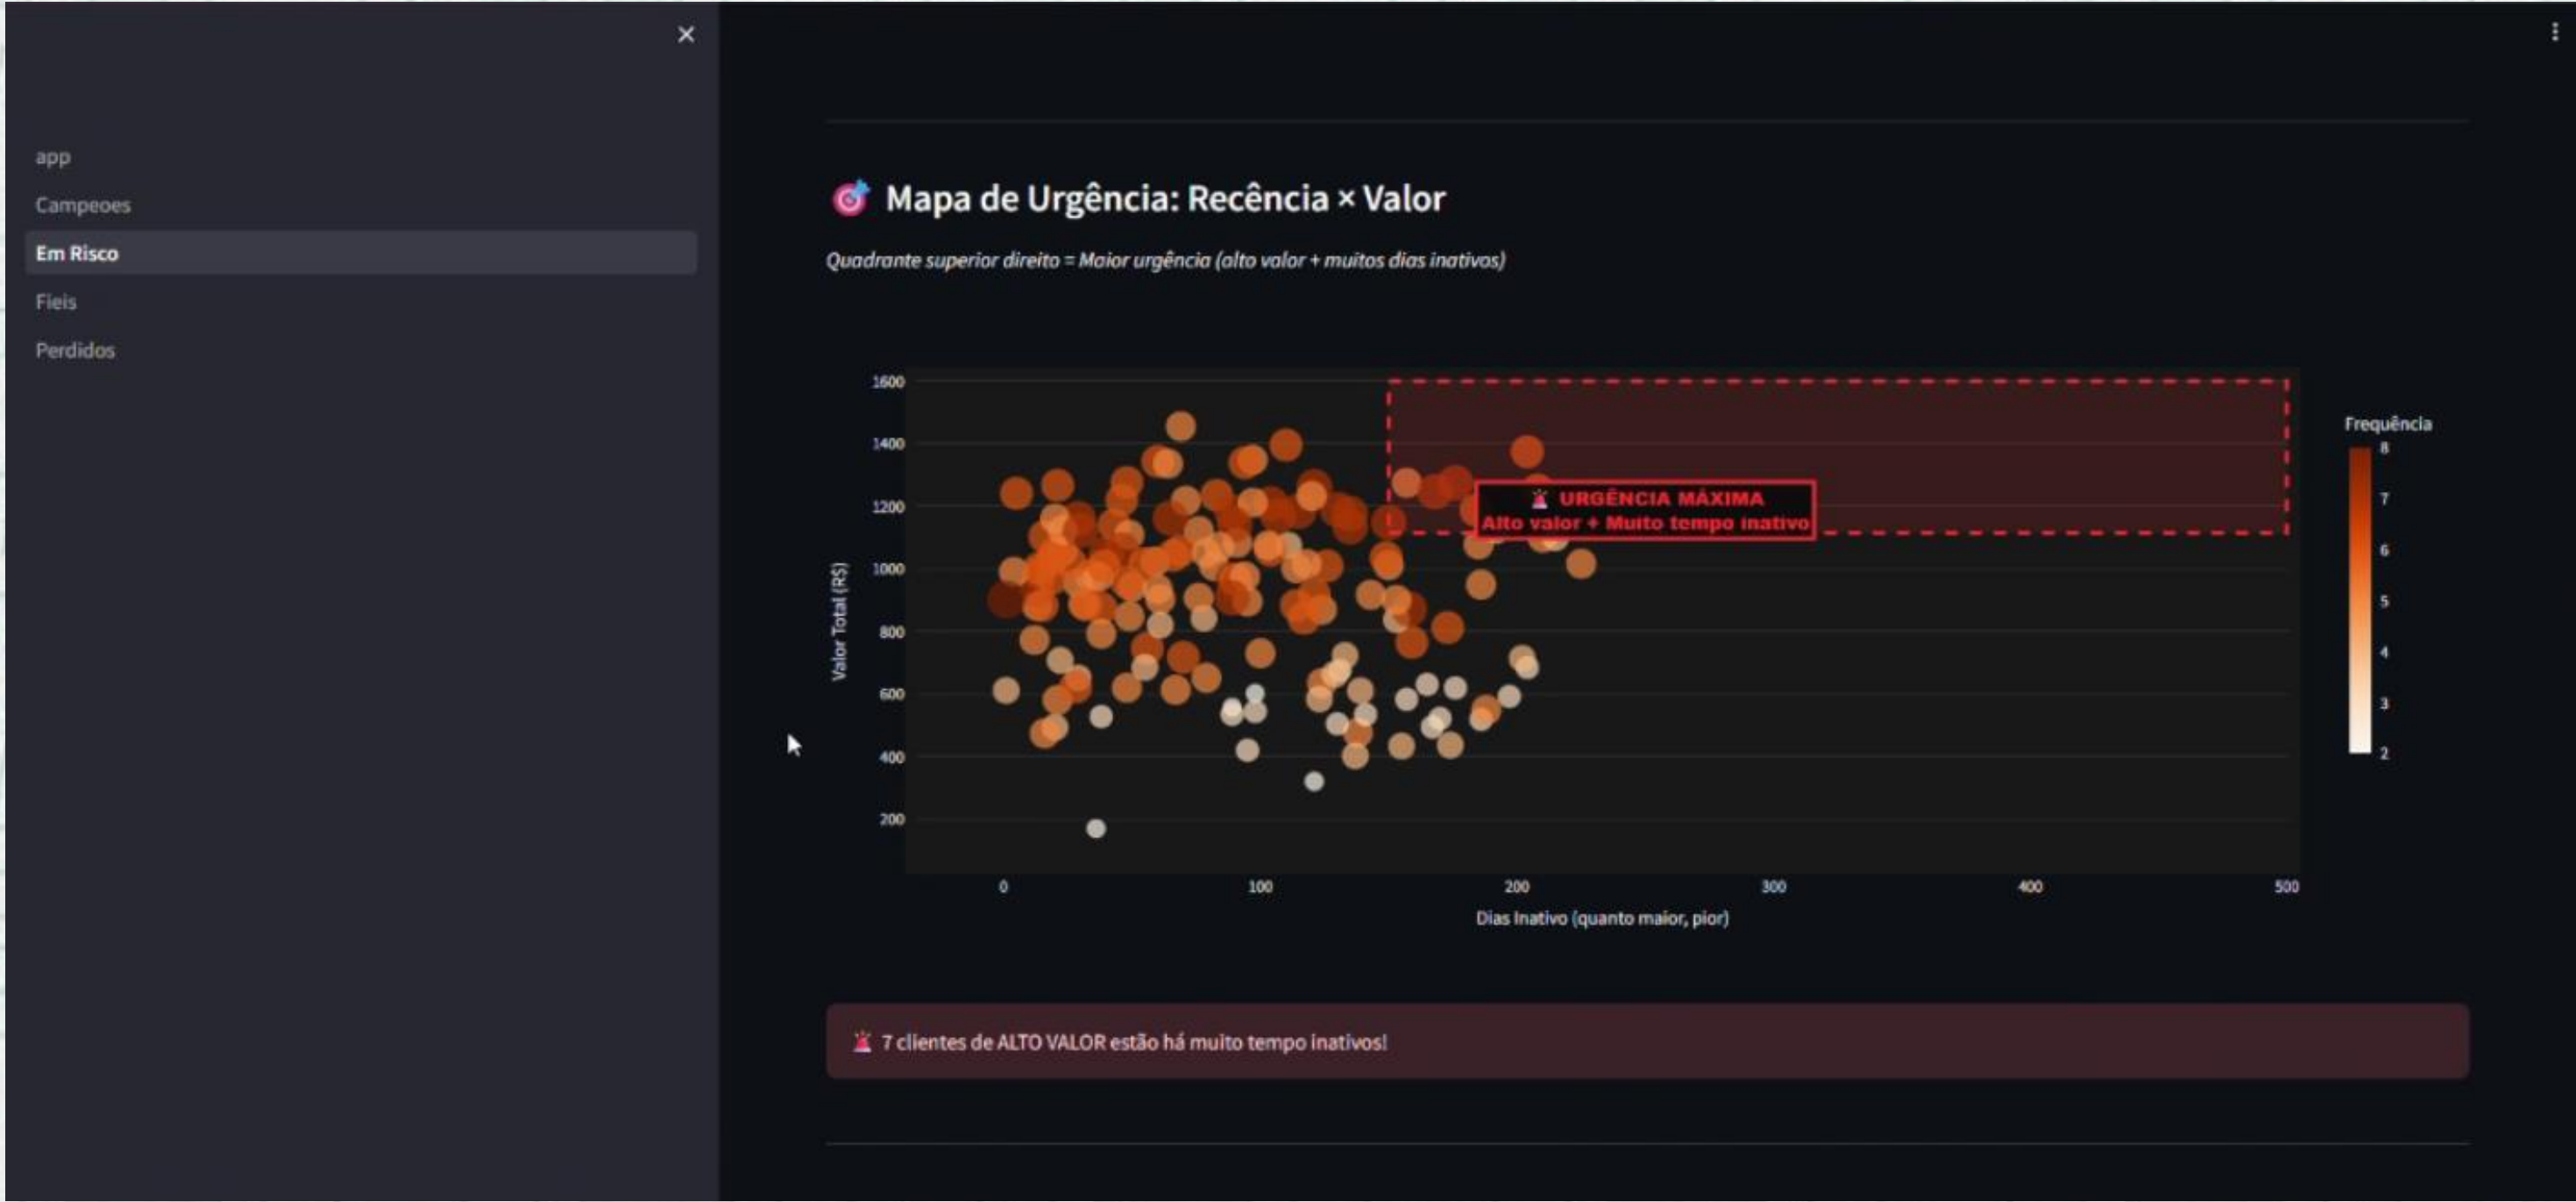 app
Campeoes
Em Risco
Fieis
Perdidos
Mapa de Urgência: Recência × Valor
Quadrante superior direito = Maior urgência (alto valor + muitos dias inativos)
1600
1400
1200
1000
800
600
400
200
Valor Total (R$)
URGÊNCIA MÁXIMA
Alto valor + Muito tempo inativo
0
100
200
300
400
500
Dias Inativo (quanto maior, pior)
Frequência
8
7
6
5
4
3
2
7 clientes de ALTO VALOR estão há muito tempo inativos!